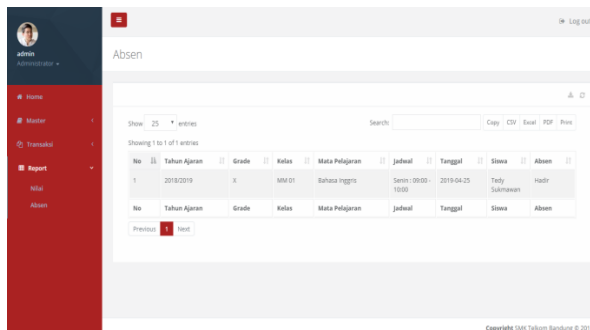 Log out
admin
Administrator
Absen
Home
Master
Transaksi
Report
Nilai
Absen
Show 25 entries
Search:
Copy CSV Excel PDF Print
Showing 1 to 1 of 1 entries
No Tahun Ajaran Grade Kelas Mata Pelajaran Jadwal Tanggal Siswa Absen
1 2018/2019 X MM 01 Bahasa Inggris Senin : 09:00 - 2019-04-25 Tedy Hadir
10:00 Sukmawan
No Tahun Ajaran Grade Kelas Mata Pelajaran Jadwal Tanggal Siswa Absen
Previous 1 Next
Copyright SMK Telkom Bandung © 201